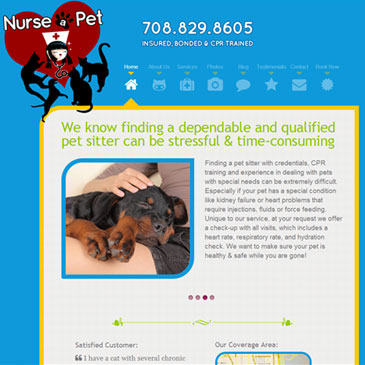 Nurse a Pet
708.829.8605
INSURED, BONDED & CPR TRAINED
Home About Us Services Photos Blog Testimonials Contact Book Now
We know finding a dependable and qualified
pet sitter can be stressful & time-consuming
Finding a pet sitter with credentials, CPR
training and experience in dealing with pets
with special needs can be extremely difficult.
Especially if your pet has a special condition
like kidney failure or heart problems that
require injections, fluids or force feeding.
Unique to our service, at your request we offer
a check-up with all visits, which includes a
heart rate, respiratory rate, and hydration
check. We want to make sure your pet is
healthy & safe while you are gone!
Satisfied Customer:
Our Coverage Area:
❝ I have a cat with several chronic